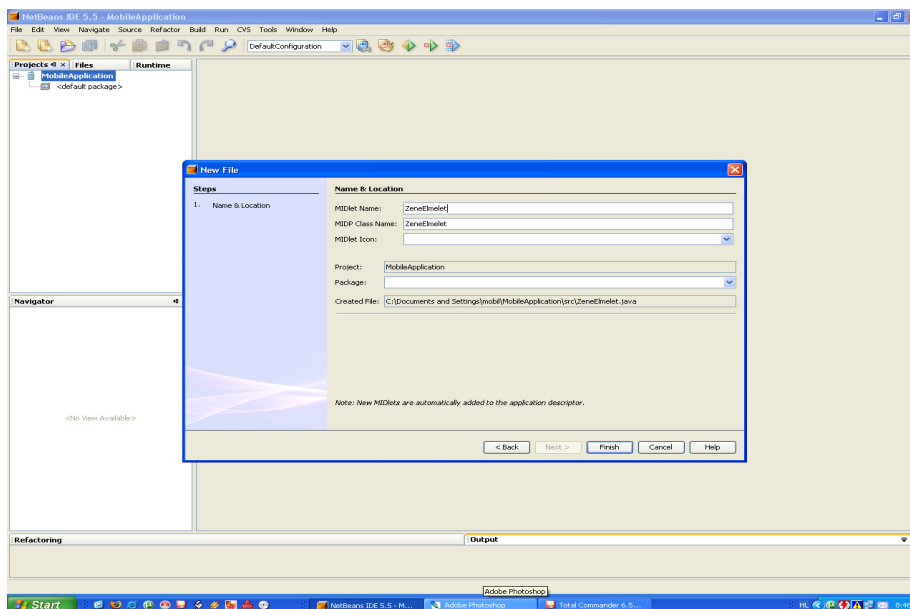 NetBeans IDE 5.5 - MobileApplication
File Edit View Navigate Source Refactor Build Run CVS Tools Window Help
DefaultConfiguration
Projects Files Runtime
MobileApplication
<default package>
New File
Steps
1. Name & Location
Name & Location
MIDlet Name: ZeneElmelet
MIDP Class Name: ZeneElmelet
MIDlet Icon:
Project: MobileApplication
Package:
Created File: C:\Documents and Settings\mobil\MobileApplication\src\ZeneElmelet.java
Note: New MIDlets are automatically added to the application descriptor.
< Back Next > Finish Cancel Help
Navigator
<No View Available>
Refactoring
Output
Adobe Photoshop
Start
NetBeans IDE 5.5 - M...
Adobe Photoshop
Total Commander 6.5...